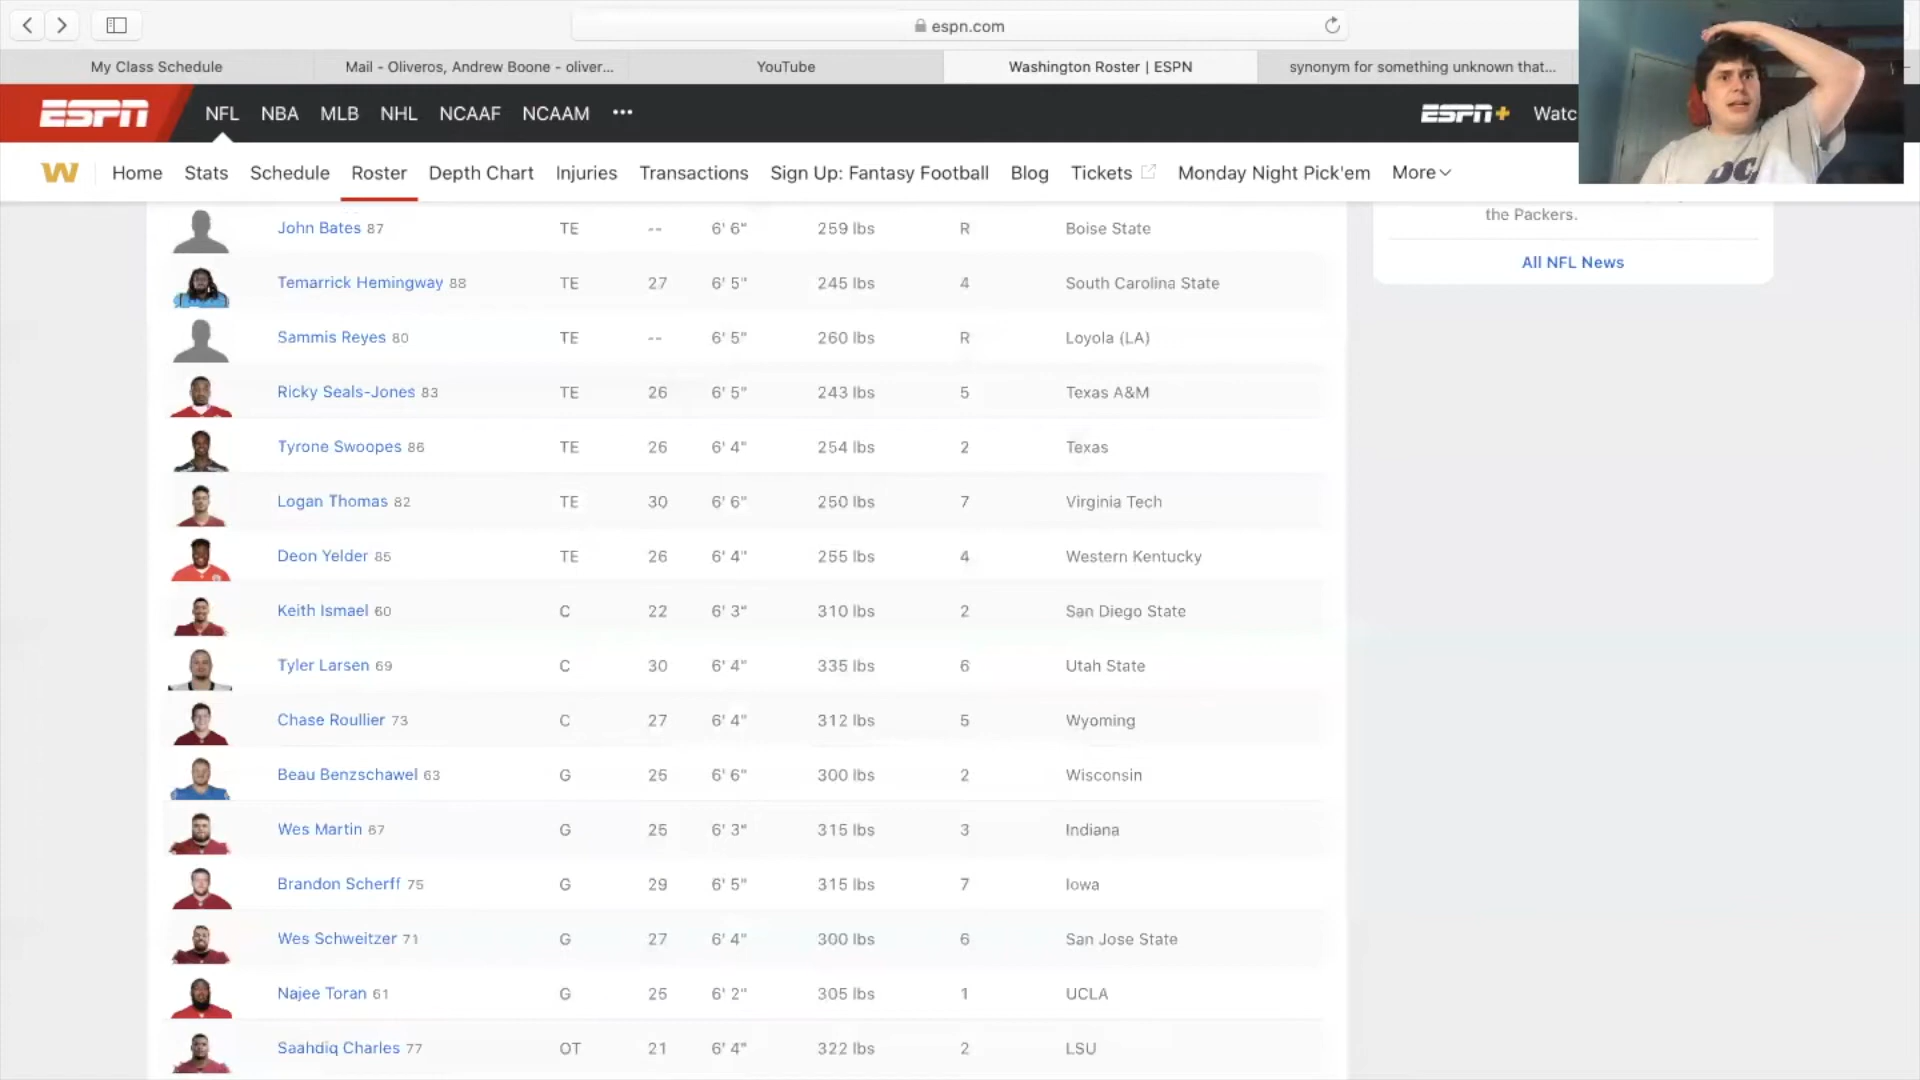 espn.com
My Class Schedule Mail - Oliveros, Andrew Boone - oliver... YouTube Washington Roster | ESPN synonym for something unknown that...
ESPN NFL NBA MLB NHL NCAAF NCAAM ••• ESPN+ Watc
W Home Stats Schedule Roster Depth Chart Injuries Transactions Sign Up: Fantasy Football Blog Tickets Monday Night Pick'em More
the Packers.
All NFL News
John Bates 87 TE -- 6' 6" 259 lbs R Boise State
Temarrick Hemingway 88 TE 27 6' 5" 245 lbs 4 South Carolina State
Sammis Reyes 80 TE -- 6' 5" 260 lbs R Loyola (LA)
Ricky Seals-Jones 83 TE 26 6' 5" 243 lbs 5 Texas A&M
Tyrone Swoopes 86 TE 26 6' 4" 254 lbs 2 Texas
Logan Thomas 82 TE 30 6' 6" 250 lbs 7 Virginia Tech
Deon Yelder 85 TE 26 6' 4" 255 lbs 4 Western Kentucky
Keith Ismael 60 C 22 6' 3" 310 lbs 2 San Diego State
Tyler Larsen 69 C 30 6' 4" 335 lbs 6 Utah State
Chase Roullier 73 C 27 6' 4" 312 lbs 5 Wyoming
Beau Benzschawel 63 G 25 6' 6" 300 lbs 2 Wisconsin
Wes Martin 67 G 25 6' 3" 315 lbs 3 Indiana
Brandon Scherff 75 G 29 6' 5" 315 lbs 7 Iowa
Wes Schweitzer 71 G 27 6' 4" 300 lbs 6 San Jose State
Najee Toran 61 G 25 6' 2" 305 lbs 1 UCLA
Saahdiq Charles 77 OT 21 6' 4" 322 lbs 2 LSU